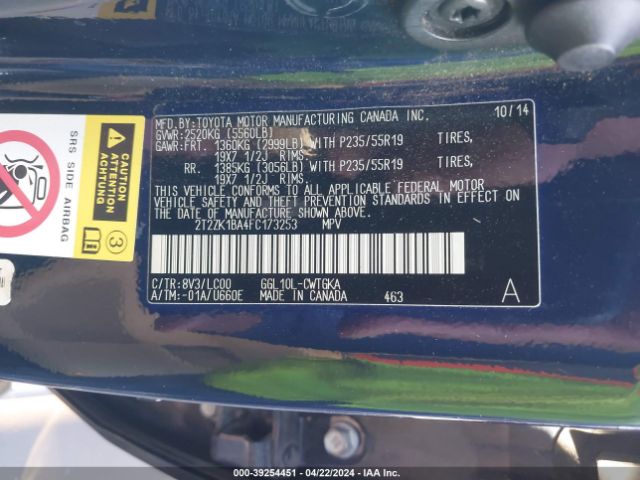 MFD.BY:TOYOTA MOTOR MANUFACTURING CANADA INC. 10/14
GVWR:2520KG (5560LB)
GAWR:FRT. 1360KG (2999LB) WITH P235/55R19 TIRES,
19X7 1/2J RIMS.
RR. 1385KG (3056LB) WITH P235/55R19 TIRES,
19X7 1/2J RIMS.
THIS VEHICLE CONFORMS TO ALL APPLICABLE FEDERAL MOTOR
VEHICLE SAFETY AND THEFT PREVENTION STANDARDS IN EFFECT ON
THE DATE OF MANUFACTURE SHOWN ABOVE.
2T2ZK1BA4FC173253 MPV
C/TR:8V3/LC00 GGL10L-CWTGKA
A/TM:-01A/U660E MADE IN CANADA 463 A
SRS SIDE AIRBAG
CAUTION
ATTENTION
ACHTUNG
3
000-39254451 - 04/22/2024 - IAA Inc.